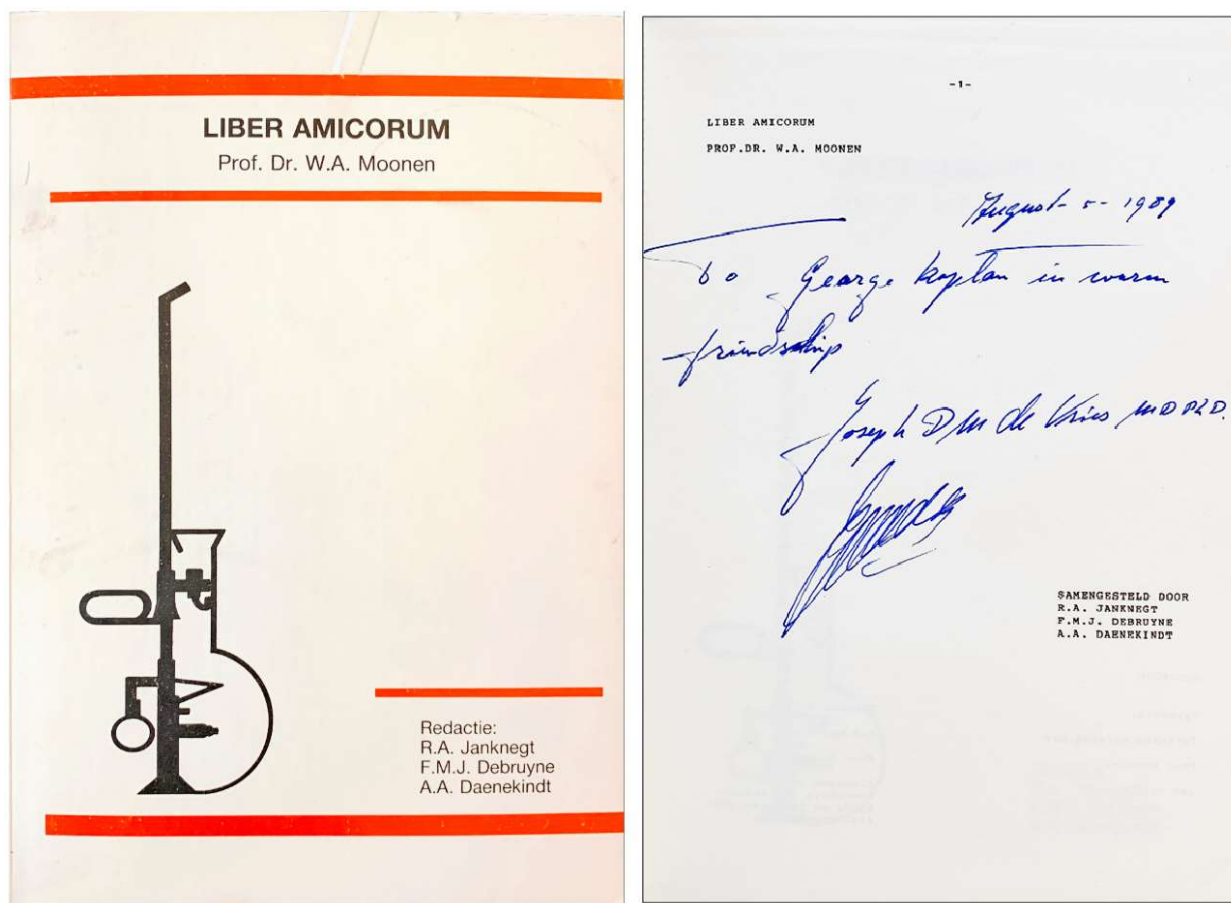 LIBER AMICORUM
Prof. Dr. W.A. Moonen
Redactie:
R.A. Janknegt
F.M.J. Debruyne
A.A. Daenekindt
-1-
LIBER AMICORUM
PROF.DR. W.A. MOONEN
August- 5- 1989
To George Kaplan in warm
friendship
Joseph DM de Vries MD PhD.
SAMENGESTELD DOOR
R.A. JANKNEGT
F.M.J. DEBRUYNE
A.A. DAENEKINDT